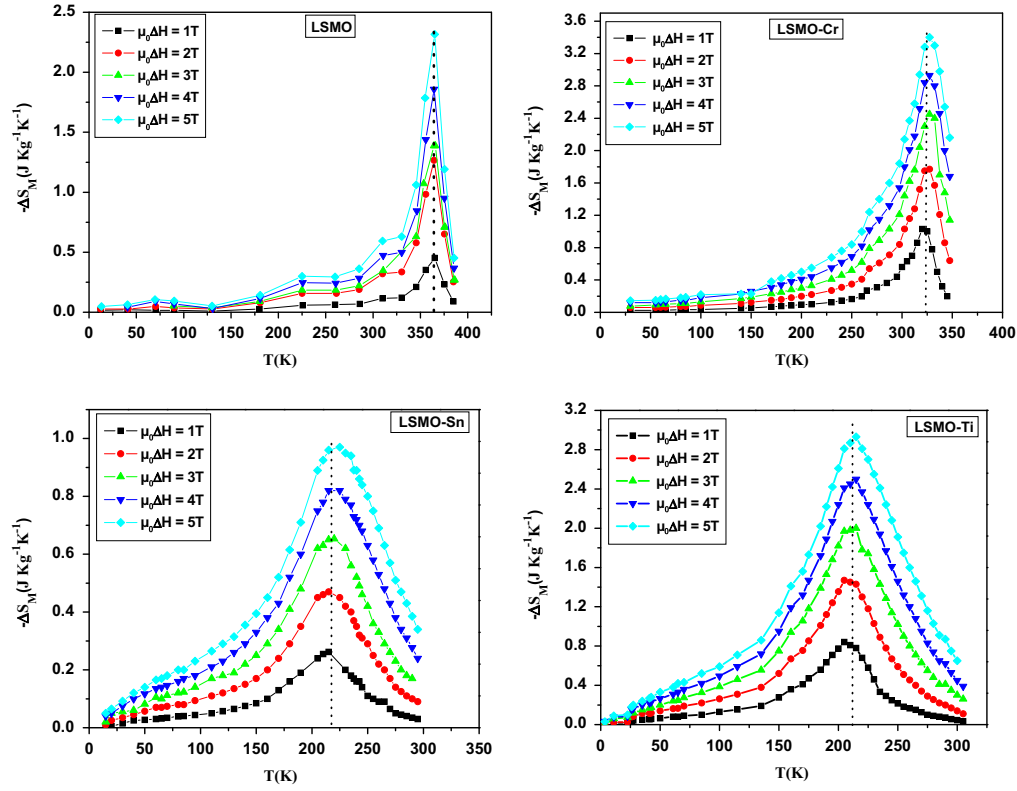 LSMO
μ₀ΔH = 1T
μ₀ΔH = 2T
μ₀ΔH = 3T
μ₀ΔH = 4T
μ₀ΔH = 5T
-ΔS_M(J Kg⁻¹K⁻¹)
2.5
2.0
1.5
1.0
0.5
0.0
0 50 100 150 200 250 300 350 400 450
T(K)
LSMO-Cr
μ₀ΔH = 1T
μ₀ΔH = 2T
μ₀ΔH = 3T
μ₀ΔH = 4T
μ₀ΔH = 5T
-ΔS_M(J Kg⁻¹K⁻¹)
3.6
3.2
2.8
2.4
2.0
1.6
1.2
0.8
0.4
0.0
0 50 100 150 200 250 300 350 400
T(K)
LSMO-Sn
μ₀ΔH = 1T
μ₀ΔH = 2T
μ₀ΔH = 3T
μ₀ΔH = 4T
μ₀ΔH = 5T
-ΔS_M(J Kg⁻¹K⁻¹)
1.0
0.8
0.6
0.4
0.2
0.0
0 50 100 150 200 250 300 350
T(K)
LSMO-Ti
μ₀ΔH = 1T
μ₀ΔH = 2T
μ₀ΔH = 3T
μ₀ΔH = 4T
μ₀ΔH = 5T
-ΔS_M(J Kg⁻¹K⁻¹)
3.2
2.8
2.4
2.0
1.6
1.2
0.8
0.4
0.0
0 50 100 150 200 250 300
T(K)